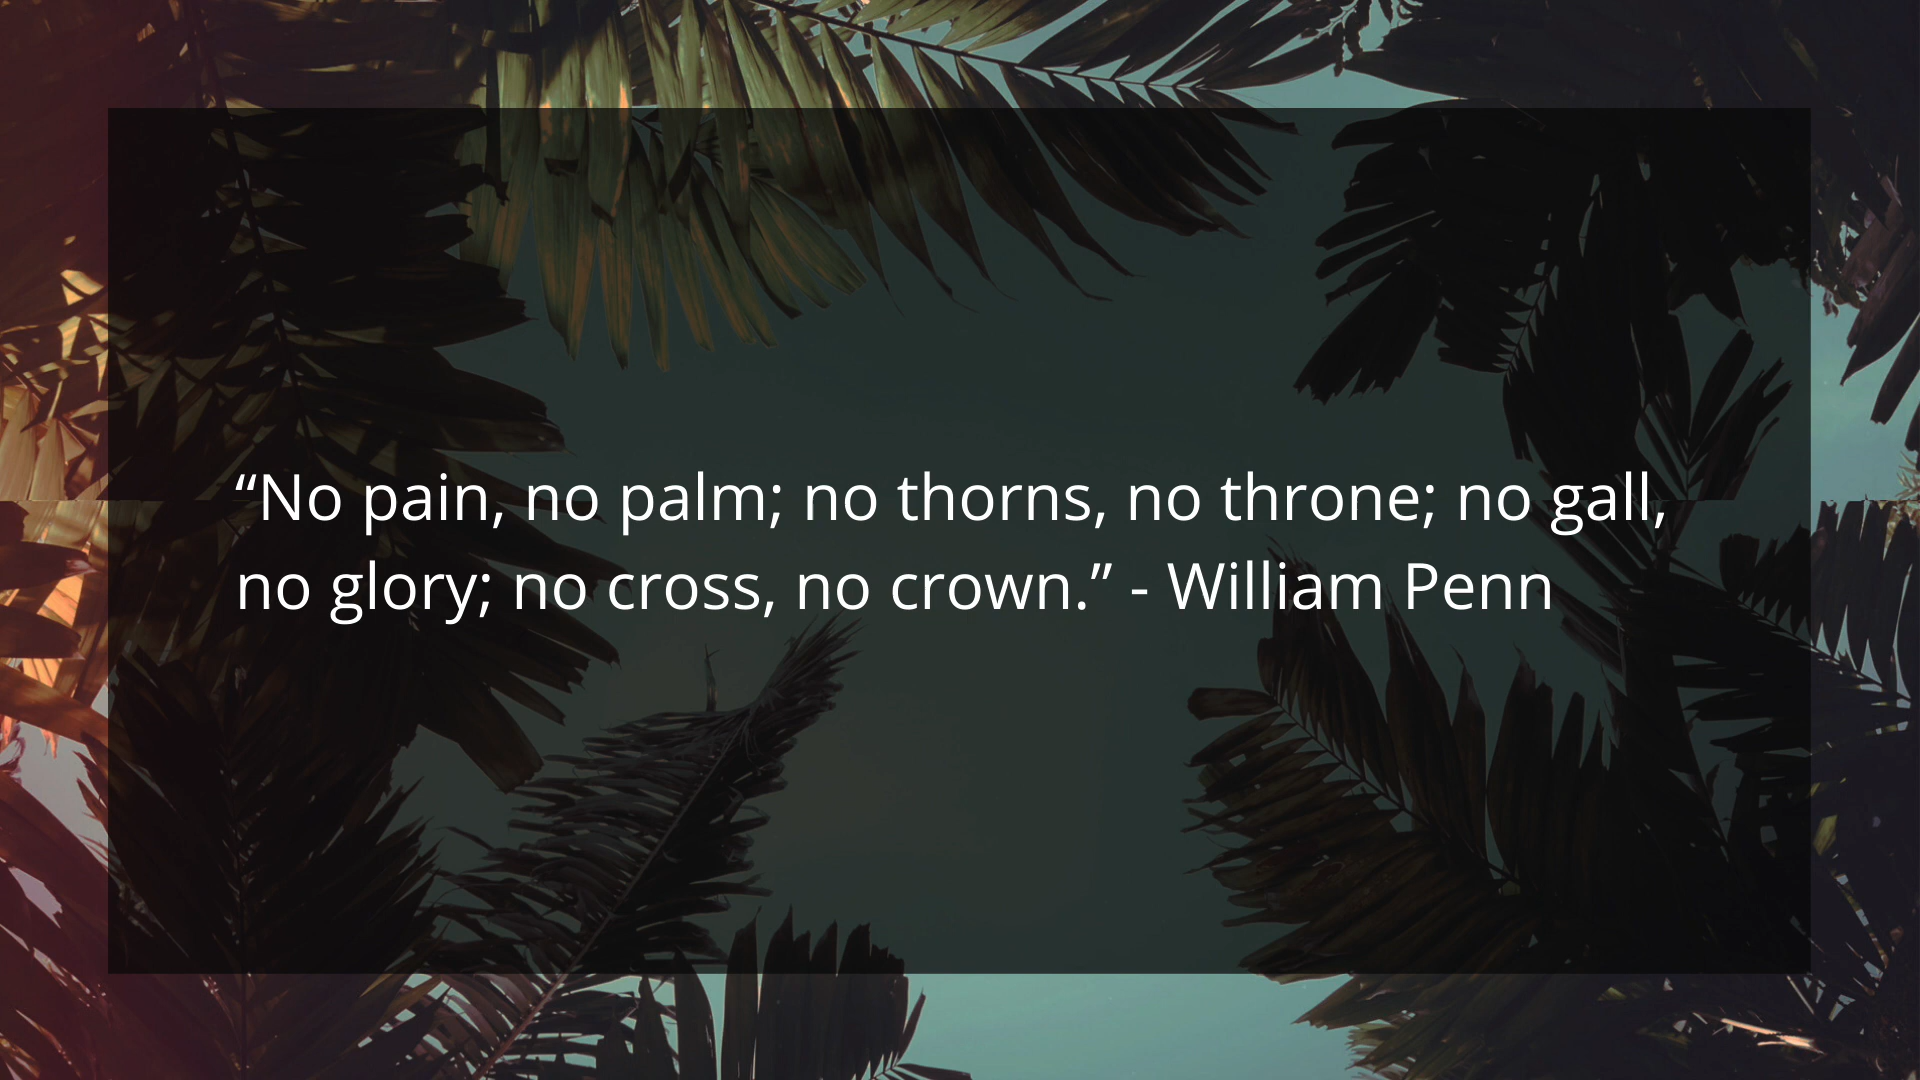 “No pain, no palm; no thorns, no throne; no gall,
no glory; no cross, no crown.” - William Penn